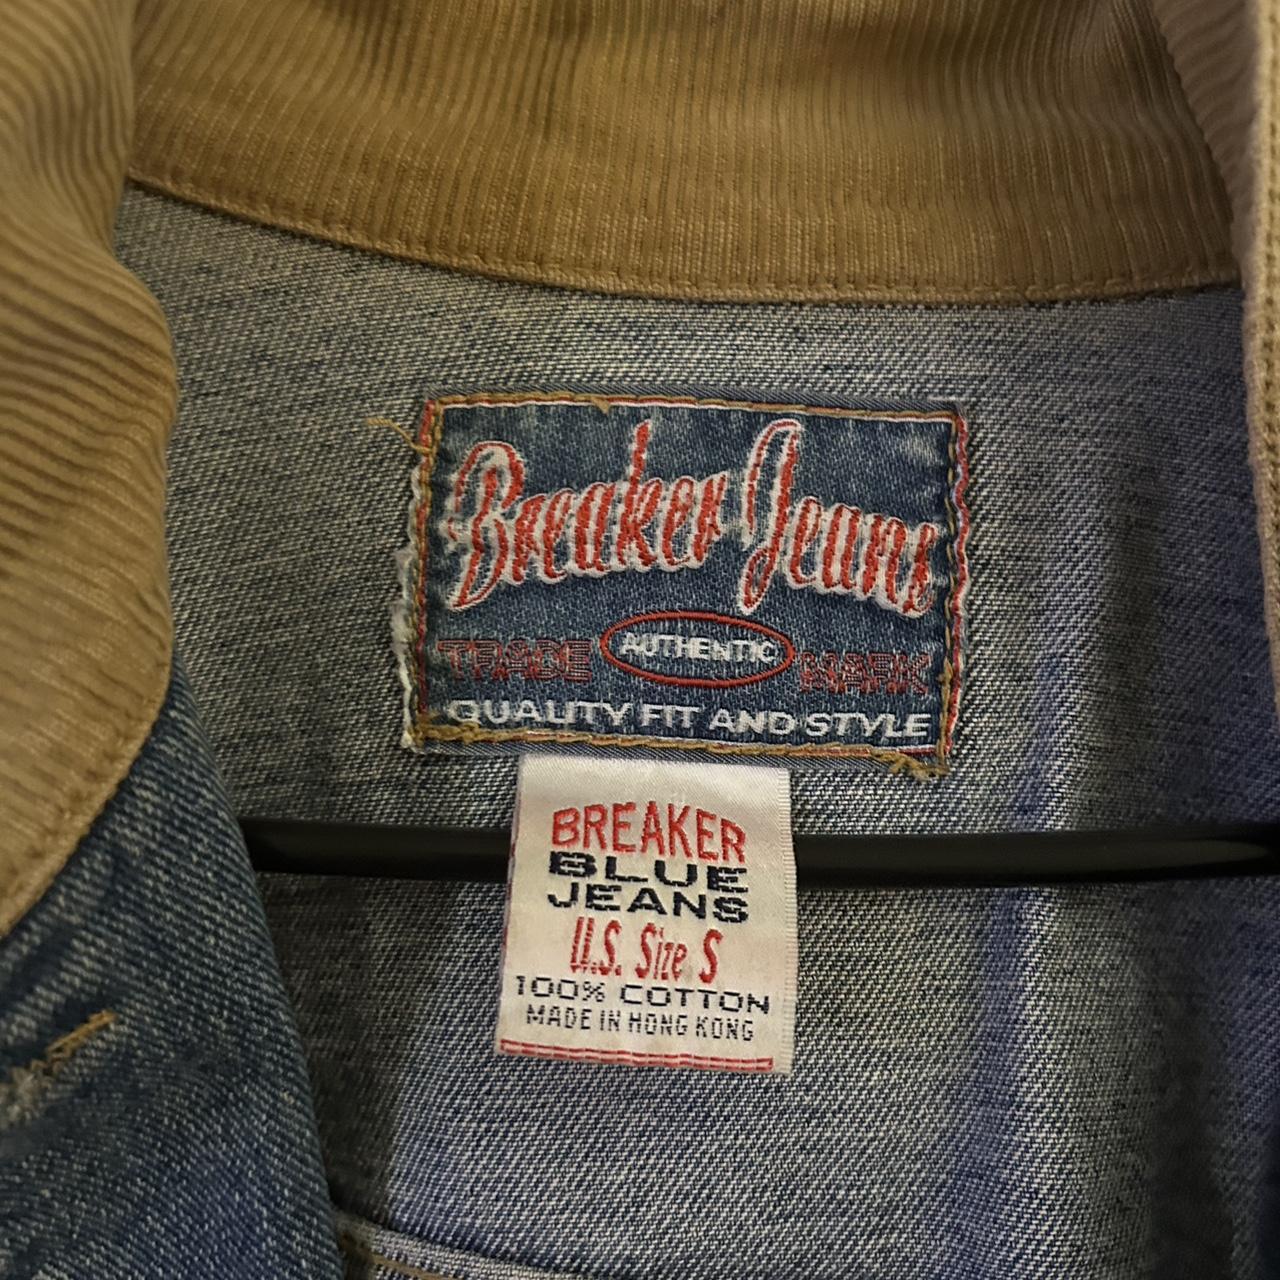 Breaker Jeans
TRADE AUTHENTIC MARK
QUALITY FIT AND STYLE
BREAKER
BLUE
JEANS
U.S. Size S
100% COTTON
MADE IN HONG KONG